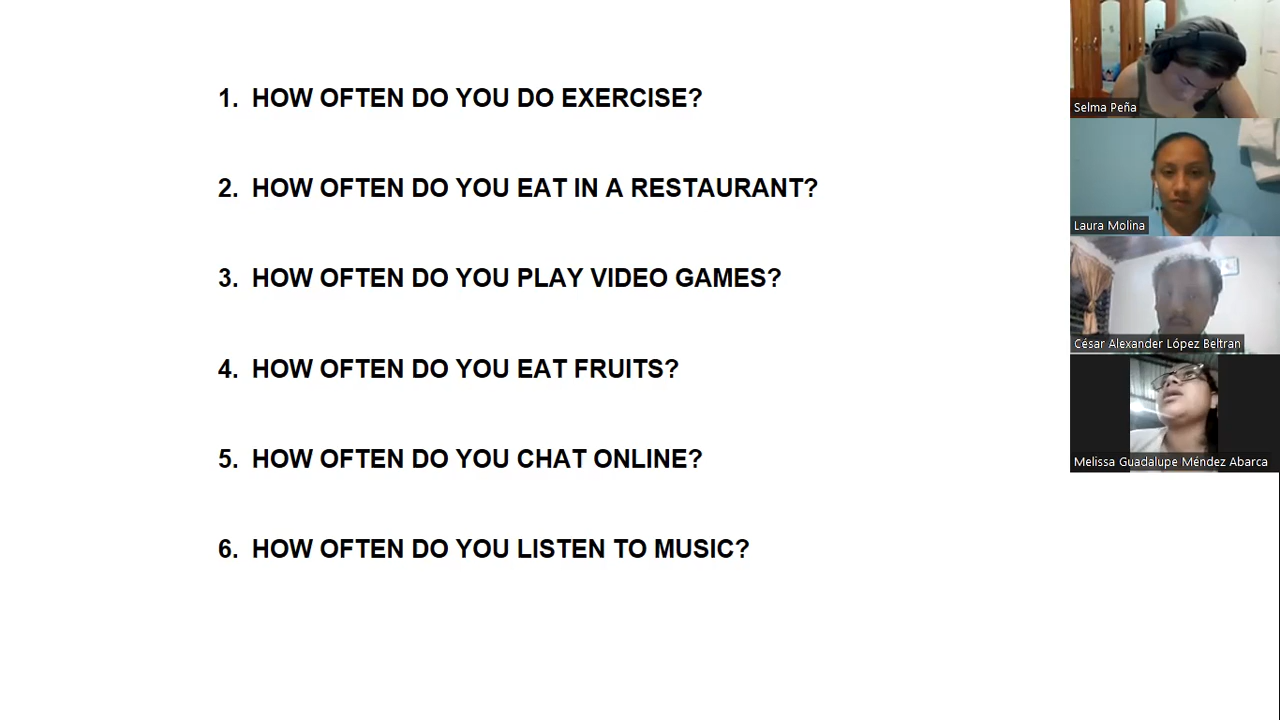 1. HOW OFTEN DO YOU DO EXERCISE?
2. HOW OFTEN DO YOU EAT IN A RESTAURANT?
3. HOW OFTEN DO YOU PLAY VIDEO GAMES?
4. HOW OFTEN DO YOU EAT FRUITS?
5. HOW OFTEN DO YOU CHAT ONLINE?
6. HOW OFTEN DO YOU LISTEN TO MUSIC?
Selma Peña
Laura Molina
César Alexander López Beltran
Melissa Guadalupe Méndez Abarca